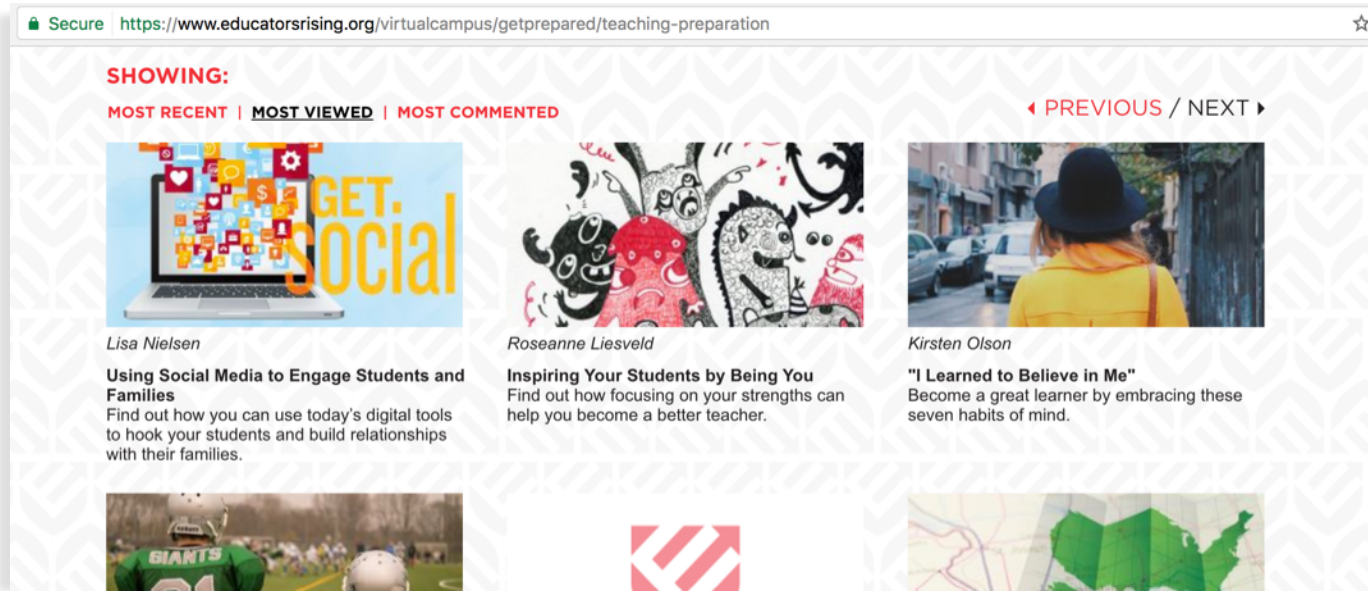 Secure https://www.educatorsrising.org/virtualcampus/getprepared/teaching-preparation
SHOWING:
MOST RECENT | MOST VIEWED | MOST COMMENTED
PREVIOUS / NEXT
GET.
SOCIAL
$
Lisa Nielsen
Using Social Media to Engage Students and
Families
Find out how you can use today's digital tools
to hook your students and build relationships
with their families.
Roseanne Liesveld
Inspiring Your Students by Being You
Find out how focusing on your strengths can
help you become a better teacher.
Kirsten Olson
"I Learned to Believe in Me"
Become a great learner by embracing these
seven habits of mind.
GIANTS